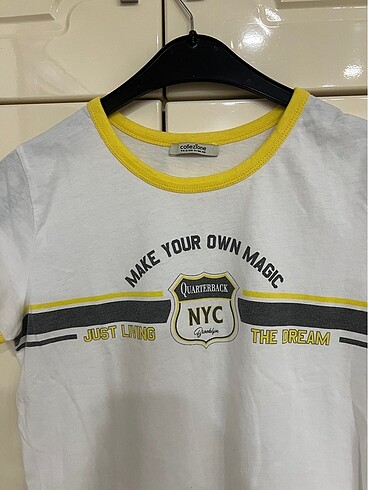 collezione
MAKE YOUR OWN MAGIC
QUARTERBACK
NYC
Brooklyn
JUST LIVING THE DREAM